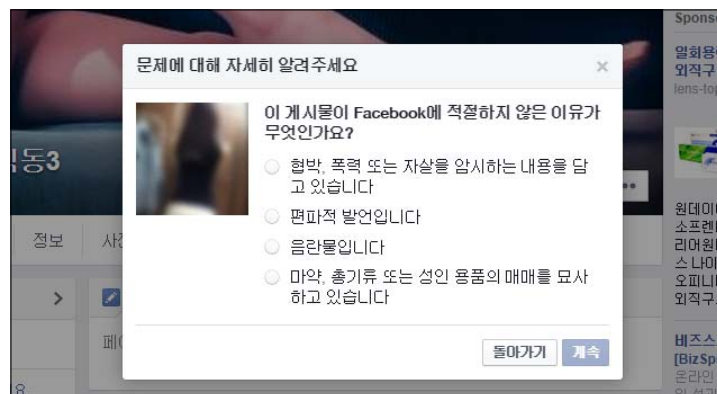 Spons
문제에 대해 자세히 알려주세요
이 게시물이 Facebook에 적절하지 않은 이유가
무엇인가요?
협박, 폭력 또는 자살을 암시하는 내용을 담
고 있습니다
편파적 발언입니다
음란물입니다
마약, 총기류 또는 성인 용품의 매매를 묘사
하고 있습니다
돌아가기 계속
동3
정보
페이
18
외직구
lens-top
원데이
소프렌
리어원
스 나이
오피니
외직구
비즈스
[BizSp
온라인